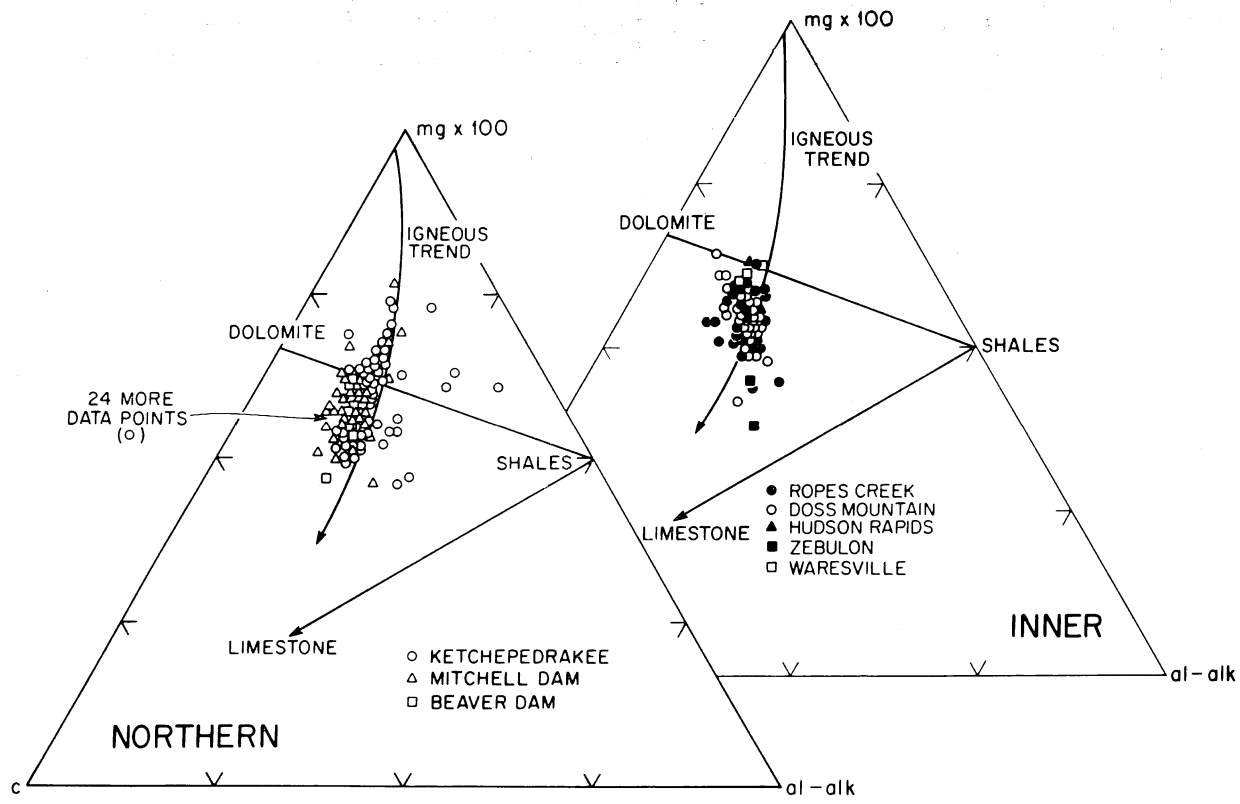 mg x 100
IGNEOUS
TREND
DOLOMITE
24 MORE
DATA POINTS
(○)
SHALES
LIMESTONE
○ KETCHEPEDRAKEE
△ MITCHELL DAM
□ BEAVER DAM
NORTHERN
c
al-alk
mg x 100
IGNEOUS
TREND
DOLOMITE
SHALES
LIMESTONE
● ROPES CREEK
○ DOSS MOUNTAIN
▲ HUDSON RAPIDS
■ ZEBULON
□ WARESVILLE
INNER
al-alk